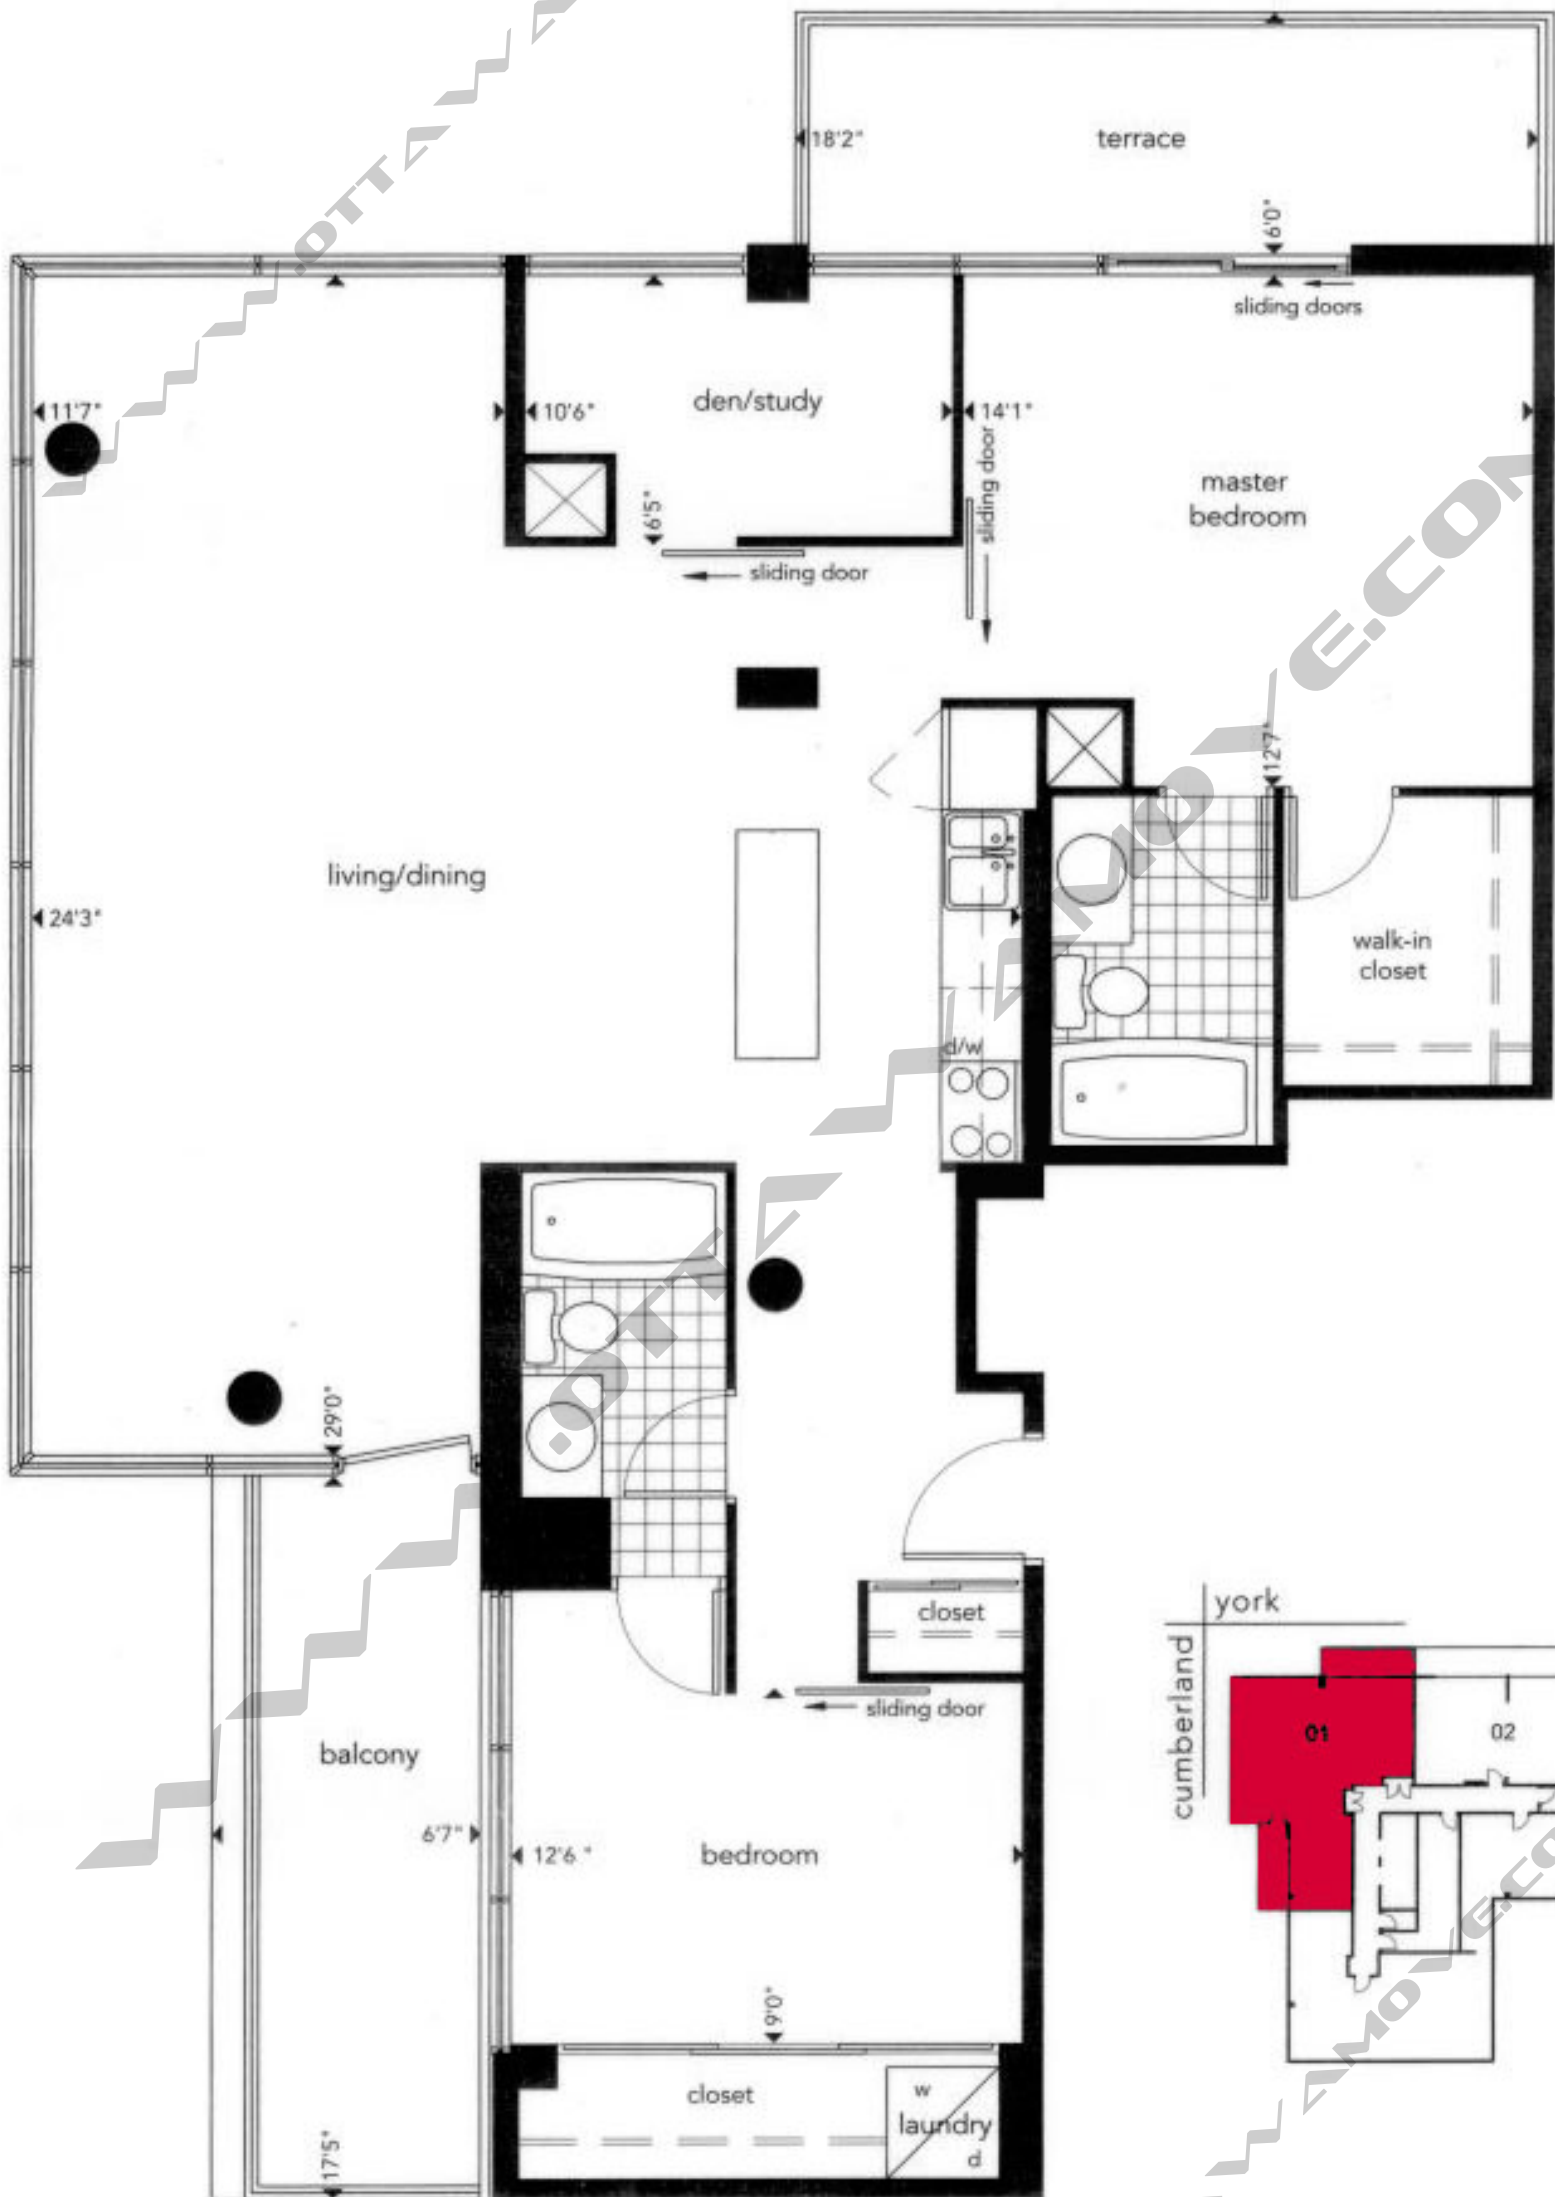 18'2"
terrace
6'0"
sliding doors
11'7"
10'6"
den/study
14'1"
sliding door
master
bedroom
6'5"
sliding door
12'7"
living/dining
24'3"
walk-in
closet
d/w
29'0"
closet
sliding door
balcony
6'7"
12'6"
bedroom
9'0"
closet
w
laundry
d
17'5"
york
cumberland
01
02
.OTTAWAMOVE.COM